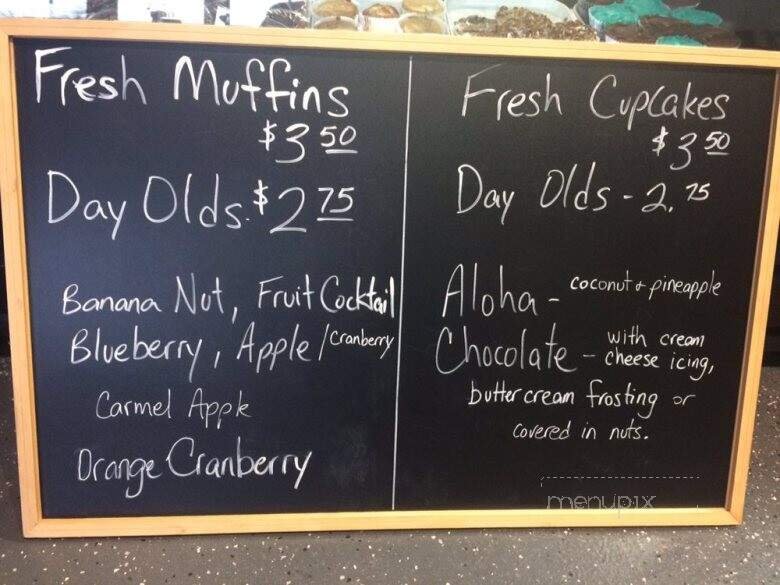 Fresh Muffins
$3 50
Day Olds. $2 75
Banana Nut, Fruit Cocktail
Blueberry, Apple/Cranberry
Carmel Apple
Orange Cranberry
Fresh Cupcakes
$3 50
Day Olds - 2.75
Aloha - coconut & pineapple
Chocolate - with cream
cheese icing,
butter cream frosting or
covered in nuts.
menupix